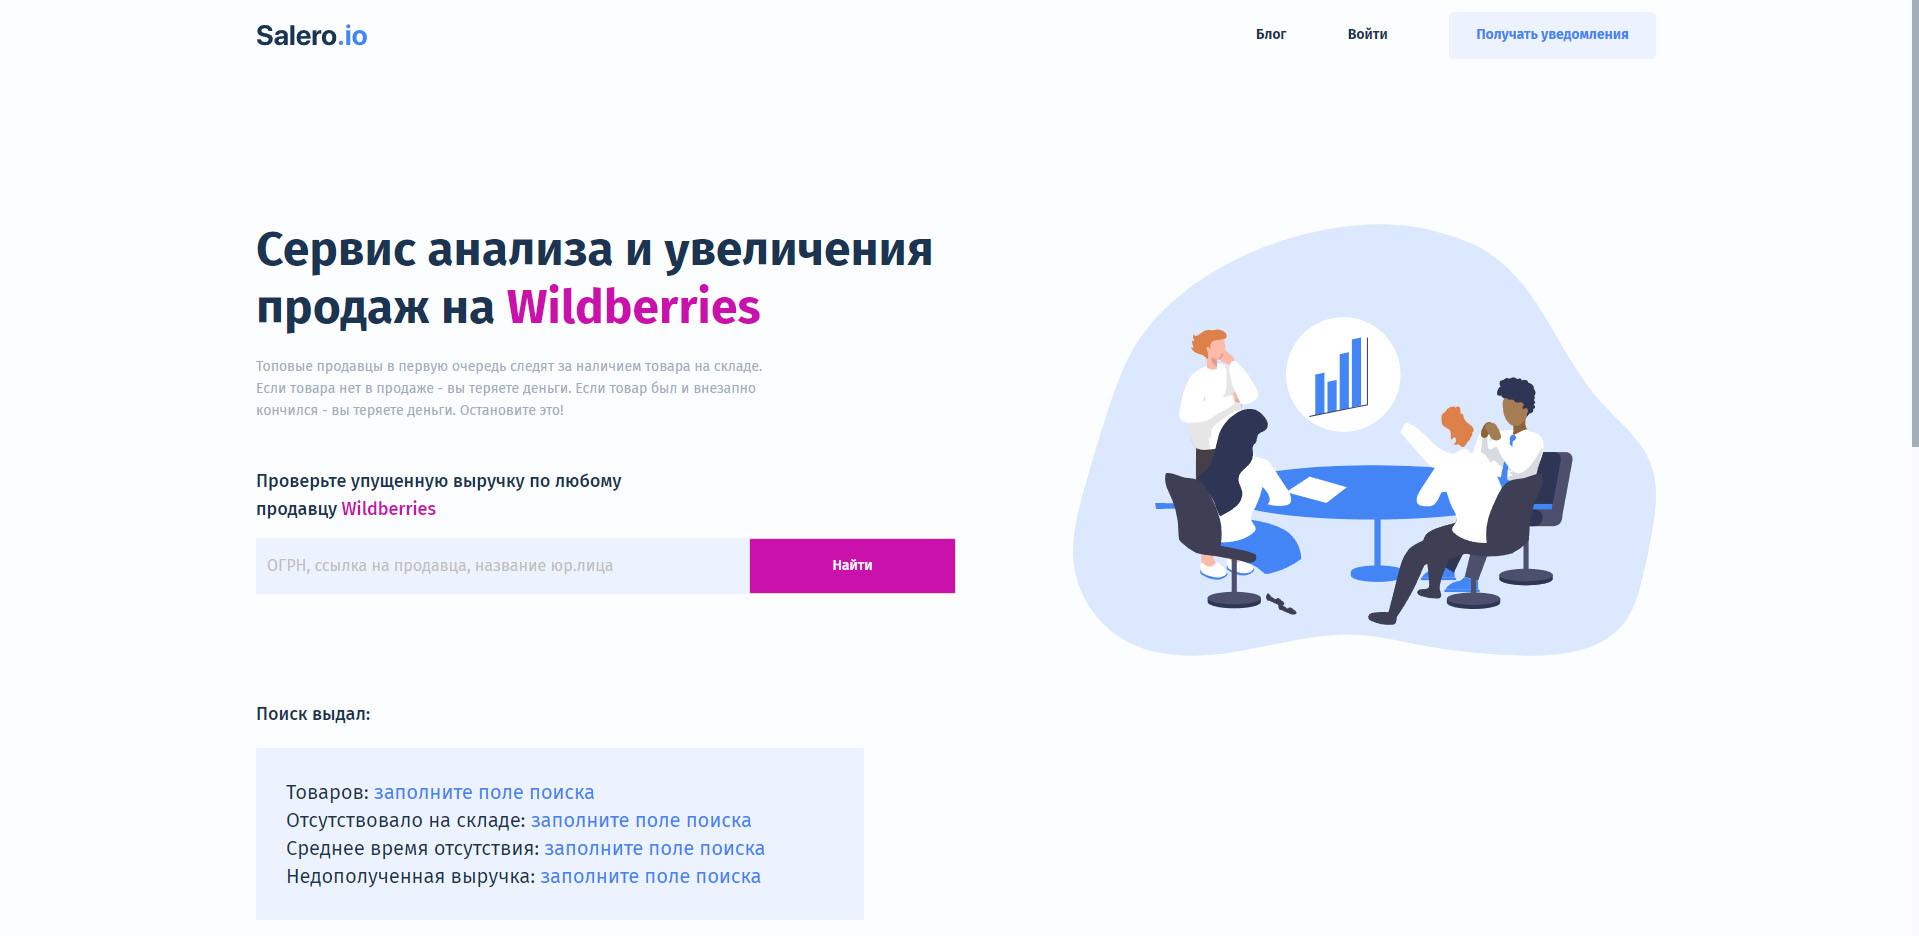 Salero.io
Блог
Войти
Получать уведомления
Сервис анализа и увеличения
продаж на Wildberries
Топовые продавцы в первую очередь следят за наличием товара на складе.
Если товара нет в продаже - вы теряете деньги. Если товар был и внезапно
кончился - вы теряете деньги. Остановите это!
Проверьте упущенную выручку по любому
продавцу Wildberries
ОГРН, ссылка на продавца, название юр.лица
Найти
Поиск выдал:
Товаров: заполните поле поиска
Отсутствовало на складе: заполните поле поиска
Среднее время отсутствия: заполните поле поиска
Недополученная выручка: заполните поле поиска